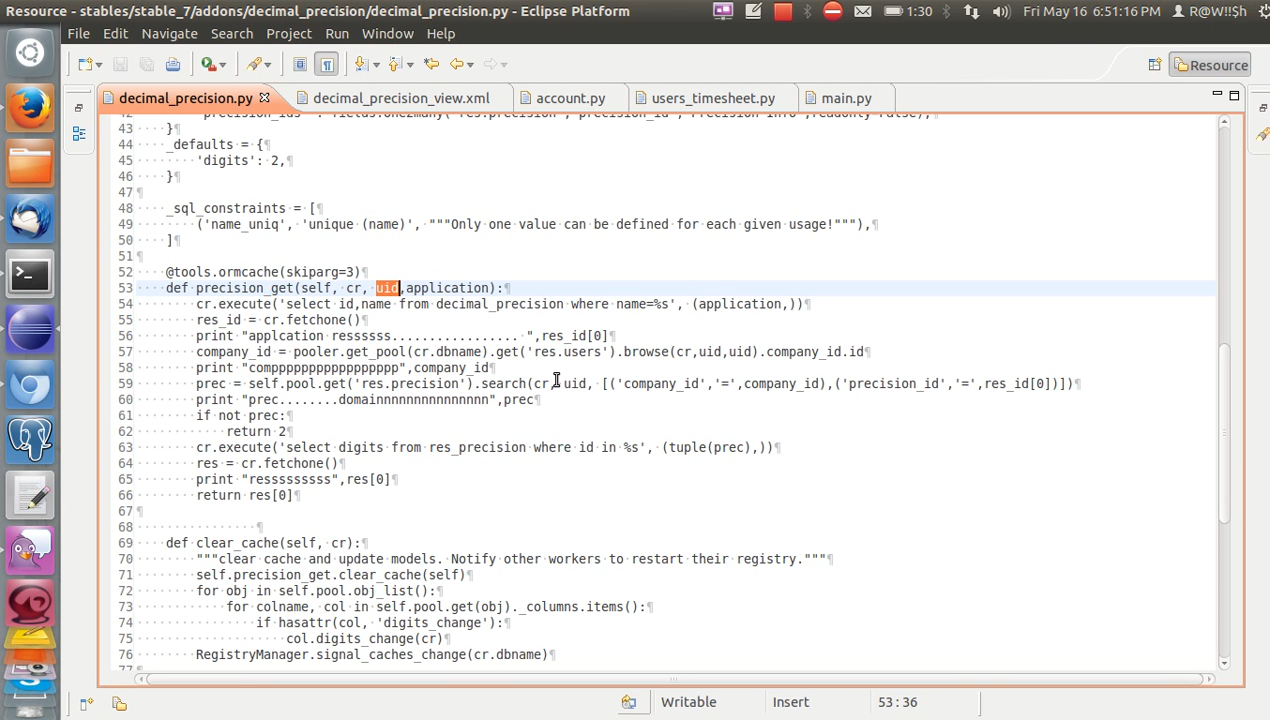 Resource - stables/stable_7/addons/decimal_precision/decimal_precision.py - Eclipse Platform
1:30 Fri May 16 6:51:16 PM R@W!!$h
File Edit Navigate Search Project Run Window Help
Resource
decimal_precision.py decimal_precision_view.xml account.py users_timesheet.py main.py
43 }¶
44 _defaults = {¶
45 'digits': 2,¶
46 }¶
47 ¶
48 _sql_constraints = [¶
49 ('name_uniq', 'unique (name)', """Only one value can be defined for each given usage!"""),¶
50 ]¶
51 ¶
52 @tools.ormcache(skiparg=3)¶
53 def precision_get(self, cr, uid,application):¶
54 cr.execute('select id,name from decimal_precision where name=%s', (application,))¶
55 res_id = cr.fetchone()¶
56 print "applcation ressssss................. ",res_id[0]¶
57 company_id = pooler.get_pool(cr.dbname).get('res.users').browse(cr,uid,uid).company_id.id¶
58 print "comppppppppppppppppp",company_id¶
59 prec = self.pool.get('res.precision').search(cr, uid, [('company_id','=',company_id),('precision_id','=',res_id[0])])¶
60 print "prec........domainnnnnnnnnnnnnnn",prec¶
61 if not prec:¶
62 return 2¶
63 cr.execute('select digits from res_precision where id in %s', (tuple(prec),))¶
64 res = cr.fetchone()¶
65 print "ressssssssss",res[0]¶
66 return res[0]¶
67 ¶
68 ¶
69 def clear_cache(self, cr):¶
70 """clear cache and update models. Notify other workers to restart their registry."""¶
71 self.precision_get.clear_cache(self)¶
72 for obj in self.pool.obj_list():¶
73 for colname, col in self.pool.get(obj)._columns.items():¶
74 if hasattr(col, 'digits_change'):¶
75 col.digits_change(cr)¶
76 RegistryManager.signal_caches_change(cr.dbname)¶
Writable Insert 53 : 36